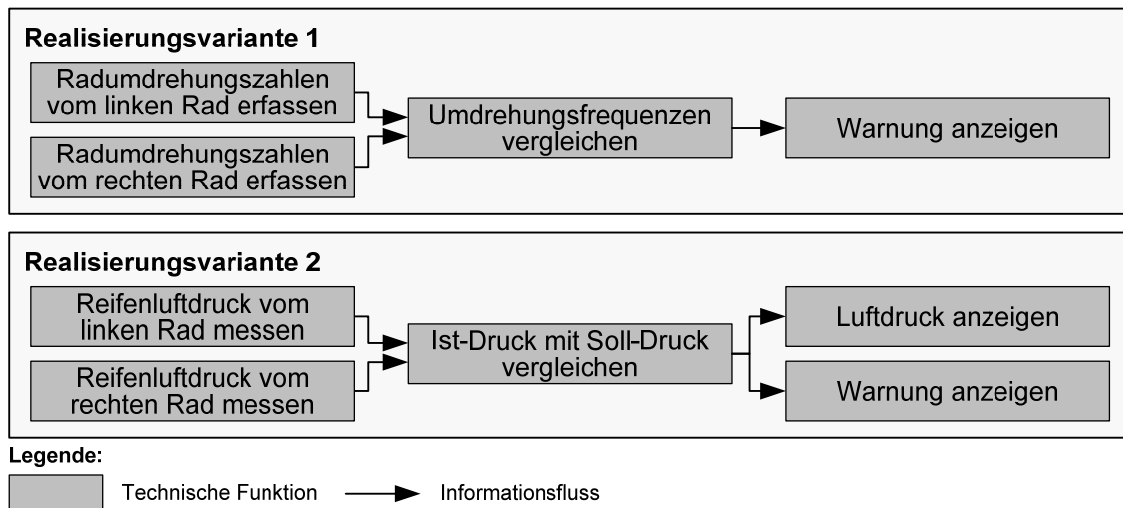 Realisierungsvariante 1
Radumdrehungszahlen
vom linken Rad erfassen
Radumdrehungszahlen
vom rechten Rad erfassen
Umdrehungsfrequenzen
vergleichen
Warnung anzeigen
Realisierungsvariante 2
Reifenluftdruck vom
linken Rad messen
Reifenluftdruck vom
rechten Rad messen
Ist-Druck mit Soll-Druck
vergleichen
Luftdruck anzeigen
Warnung anzeigen
Legende:
Technische Funktion
Informationsfluss